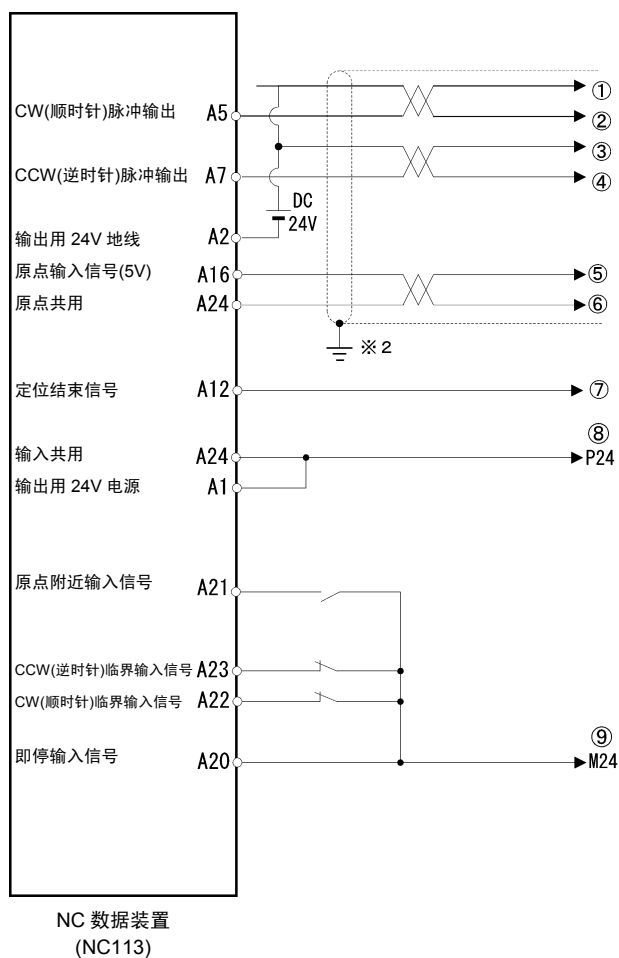 ①
CW(顺时针)脉冲输出 A5 ②
③
CCW(逆时针)脉冲输出 A7 ④
DC
24V
输出用 24V 地线 A2
原点输入信号(5V) A16 ⑤
原点共用 A24 ⑥
※2
定位结束信号 A12 ⑦
⑧
输入共用 A24 P24
输出用 24V 电源 A1
原点附近输入信号 A21
CCW(逆时针)临界输入信号 A23
CW(顺时针)临界输入信号 A22
⑨
即停输入信号 A20 M24
NC 数据装置
(NC113)